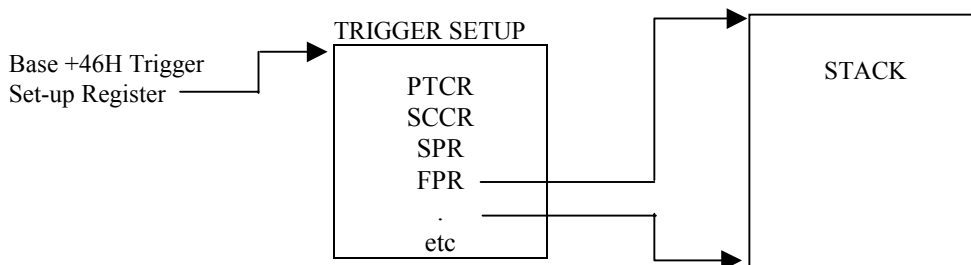 TRIGGER SETUP
Base +46H Trigger
Set-up Register
PTCR
SCCR
SPR
FPR
.
etc
STACK